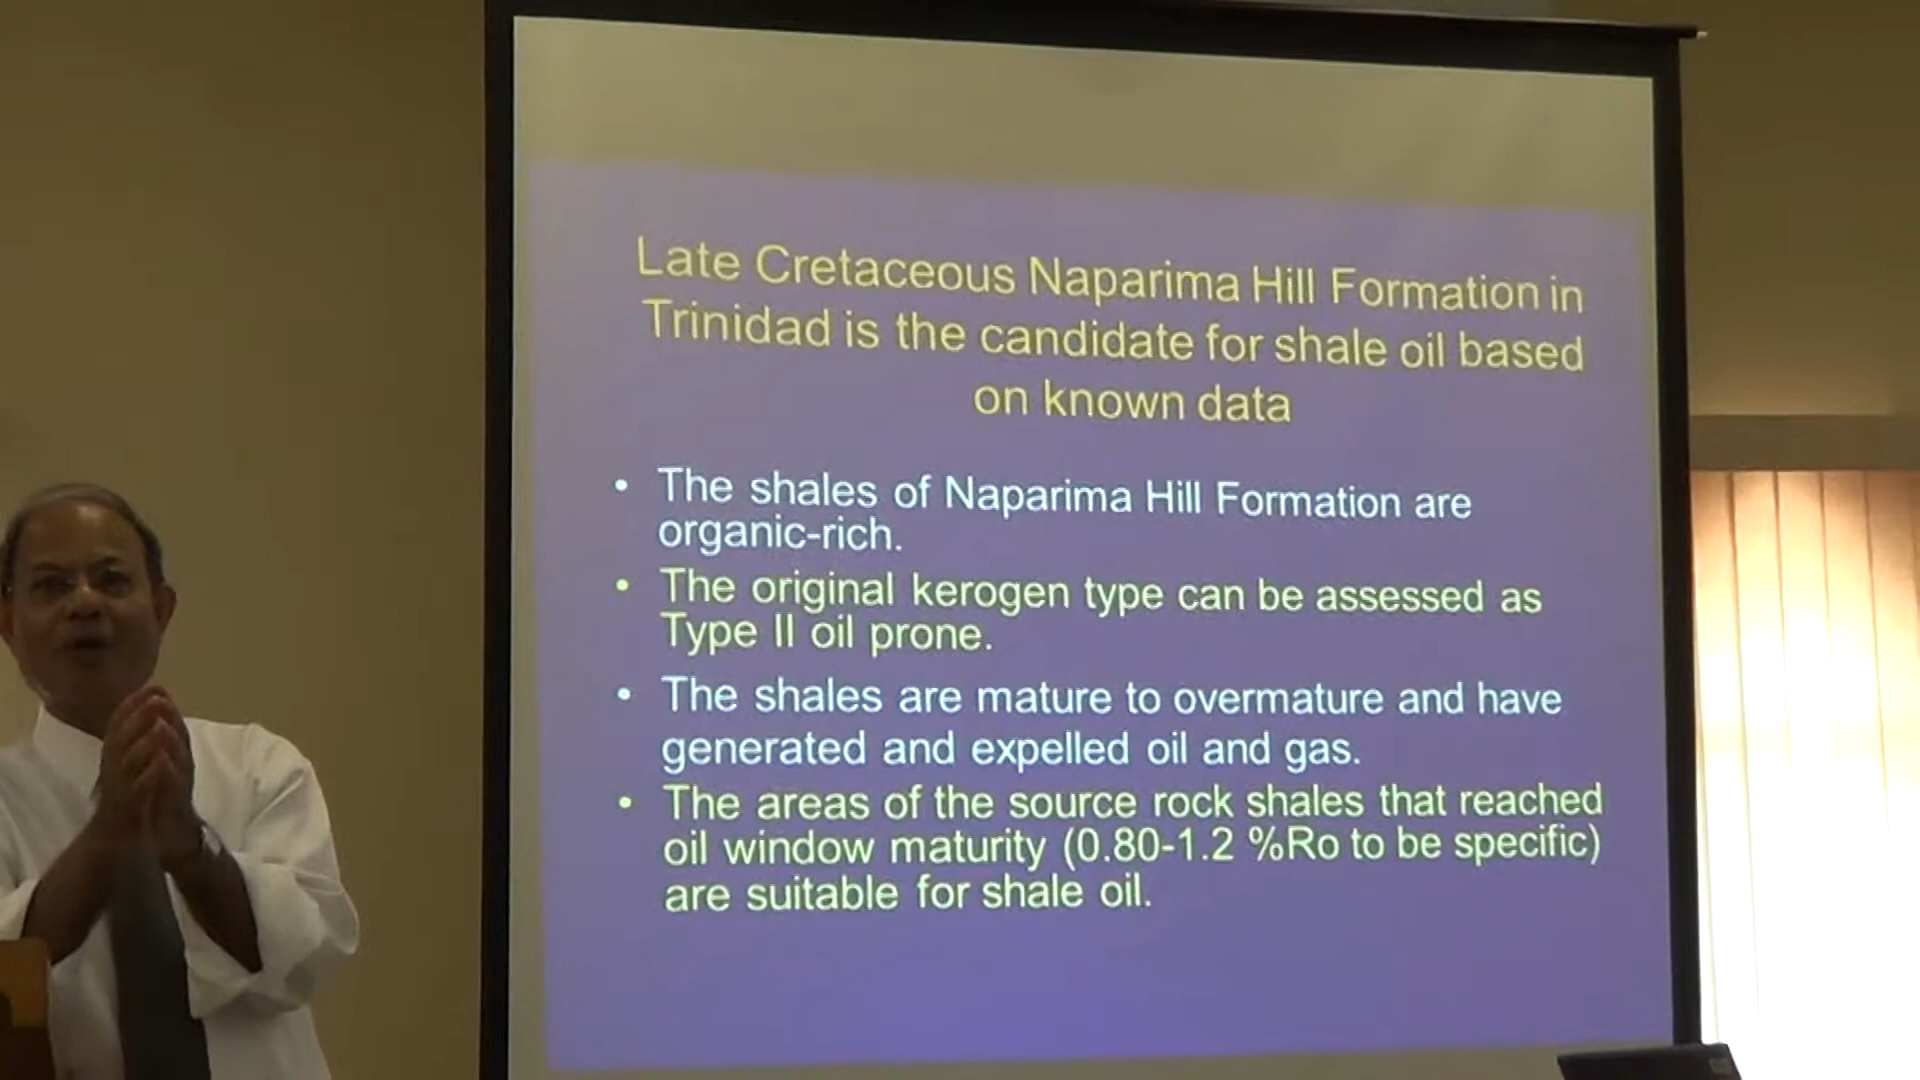 Late Cretaceous Naparima Hill Formation in
Trinidad is the candidate for shale oil based
on known data
• The shales of Naparima Hill Formation are
organic-rich.
• The original kerogen type can be assessed as
Type II oil prone.
• The shales are mature to overmature and have
generated and expelled oil and gas.
• The areas of the source rock shales that reached
oil window maturity (0.80-1.2 %Ro to be specific)
are suitable for shale oil.